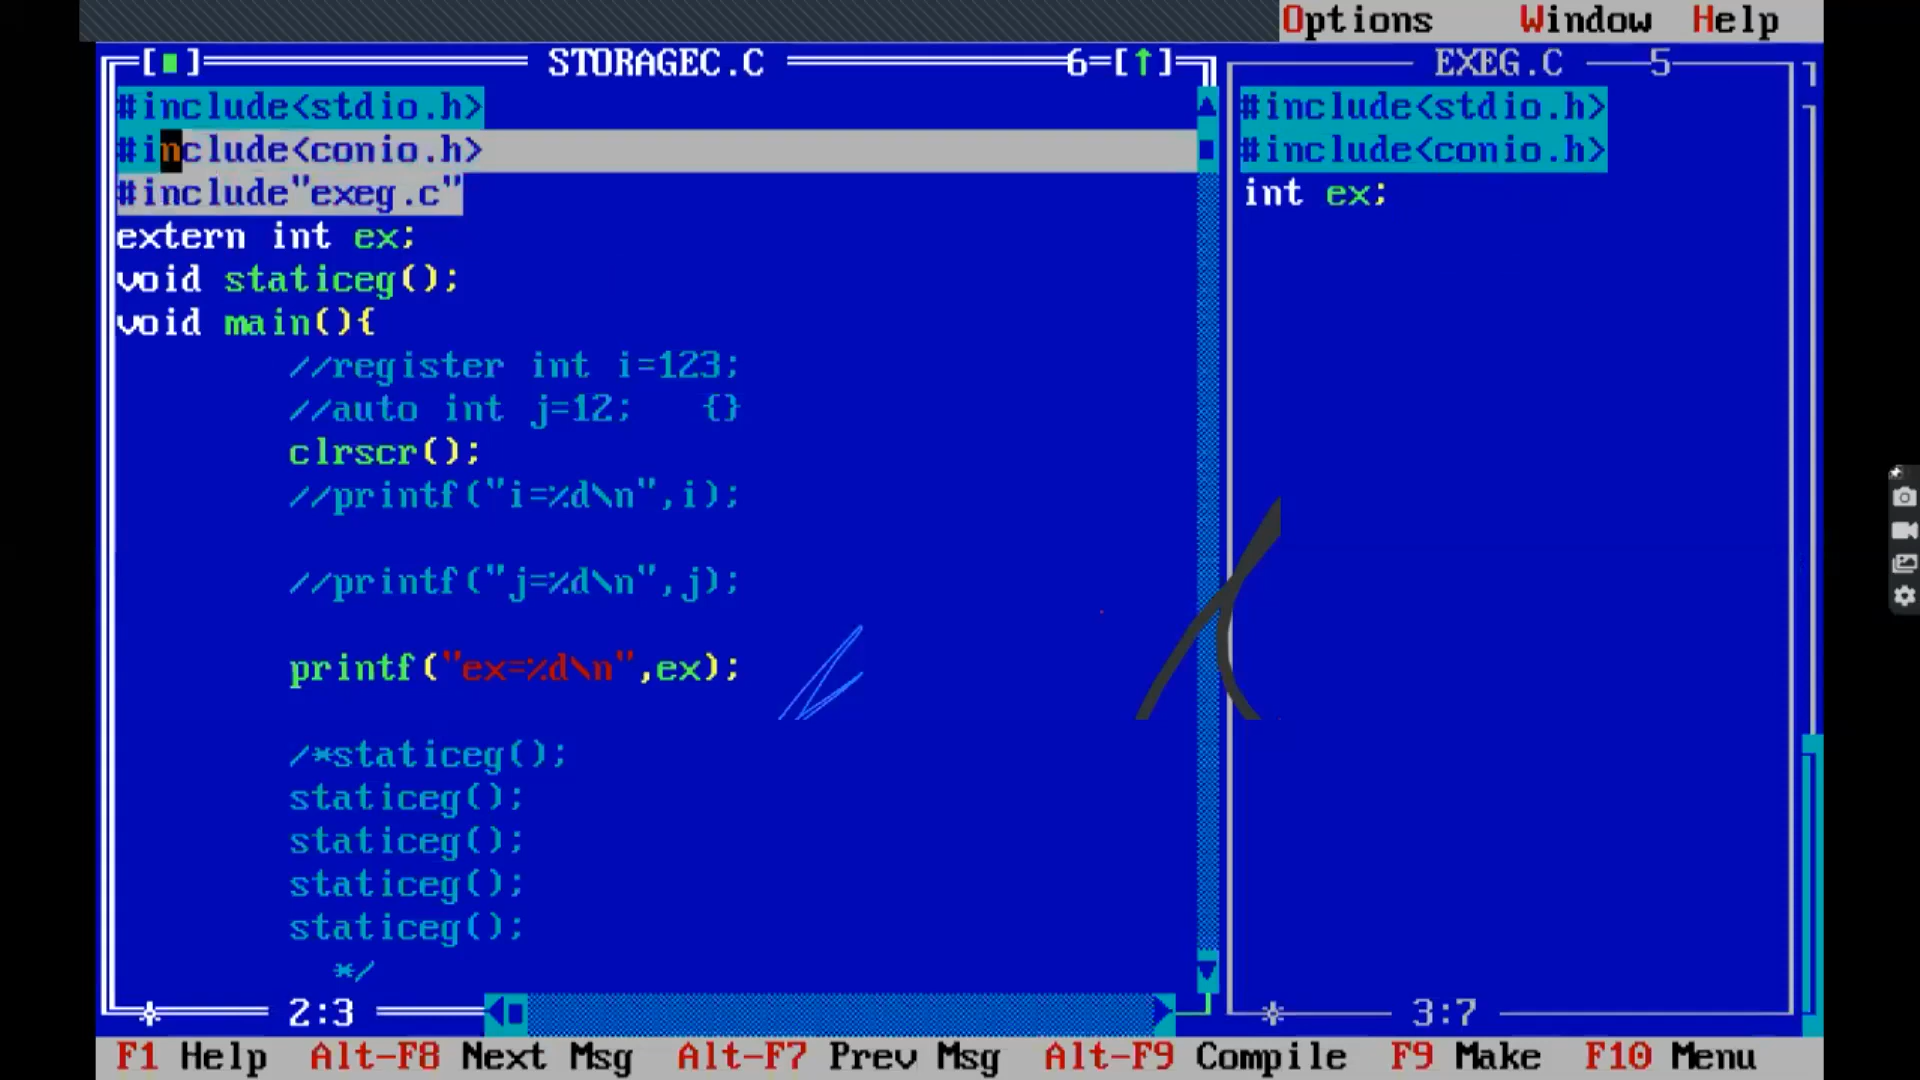 Options Window Help
[■] STORAGEC.C 6=[↑]
#include<stdio.h>
#include<conio.h>
#include"exeg.c"
extern int ex;
void staticeg();
void main(){
//register int i=123;
//auto int j=12; {}
clrscr();
//printf("i=%d\n",i);
//printf("j=%d\n",j);
printf("ex=%d\n",ex);
/*staticeg();
staticeg();
staticeg();
staticeg();
staticeg();
*/
2:3
EXEG.C 5
#include<stdio.h>
#include<conio.h>
int ex;
3:7
F1 Help Alt-F8 Next Msg Alt-F7 Prev Msg Alt-F9 Compile F9 Make F10 Menu